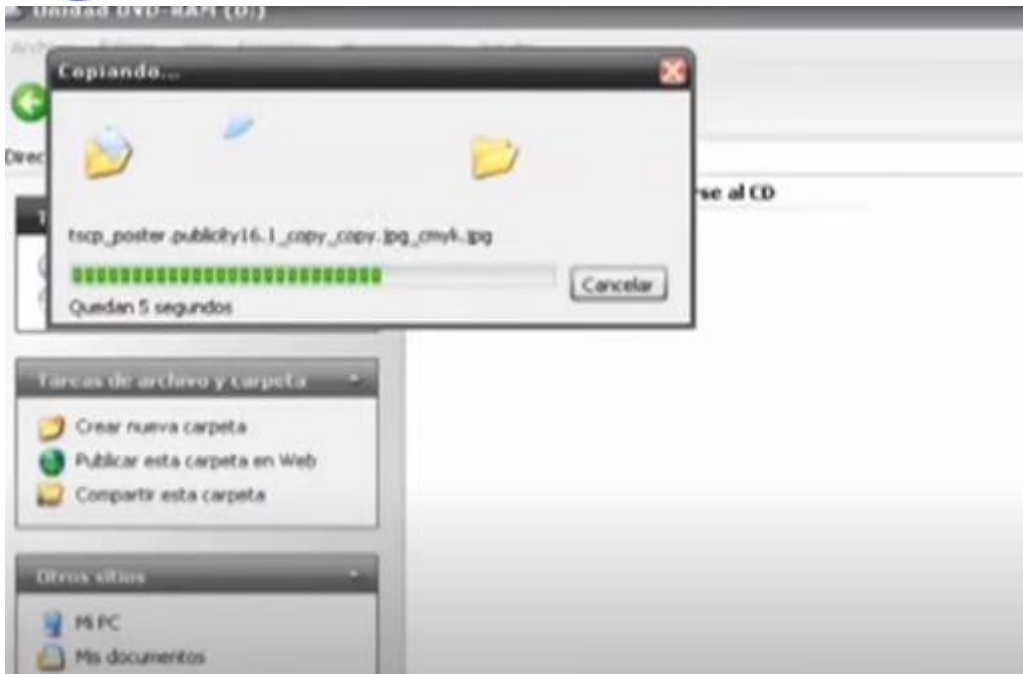 Unidad DVD-RAM (D:)
Copiando...
rse al CD
tscp_poster.publicity16.1_copy_copy.jpg_cmyk.jpg
Cancelar
Quedan 5 segundos
Tareas de archivo y carpeta
Crear nueva carpeta
Publicar esta carpeta en Web
Compartir esta carpeta
Otros sitios
Mi PC
Mis documentos